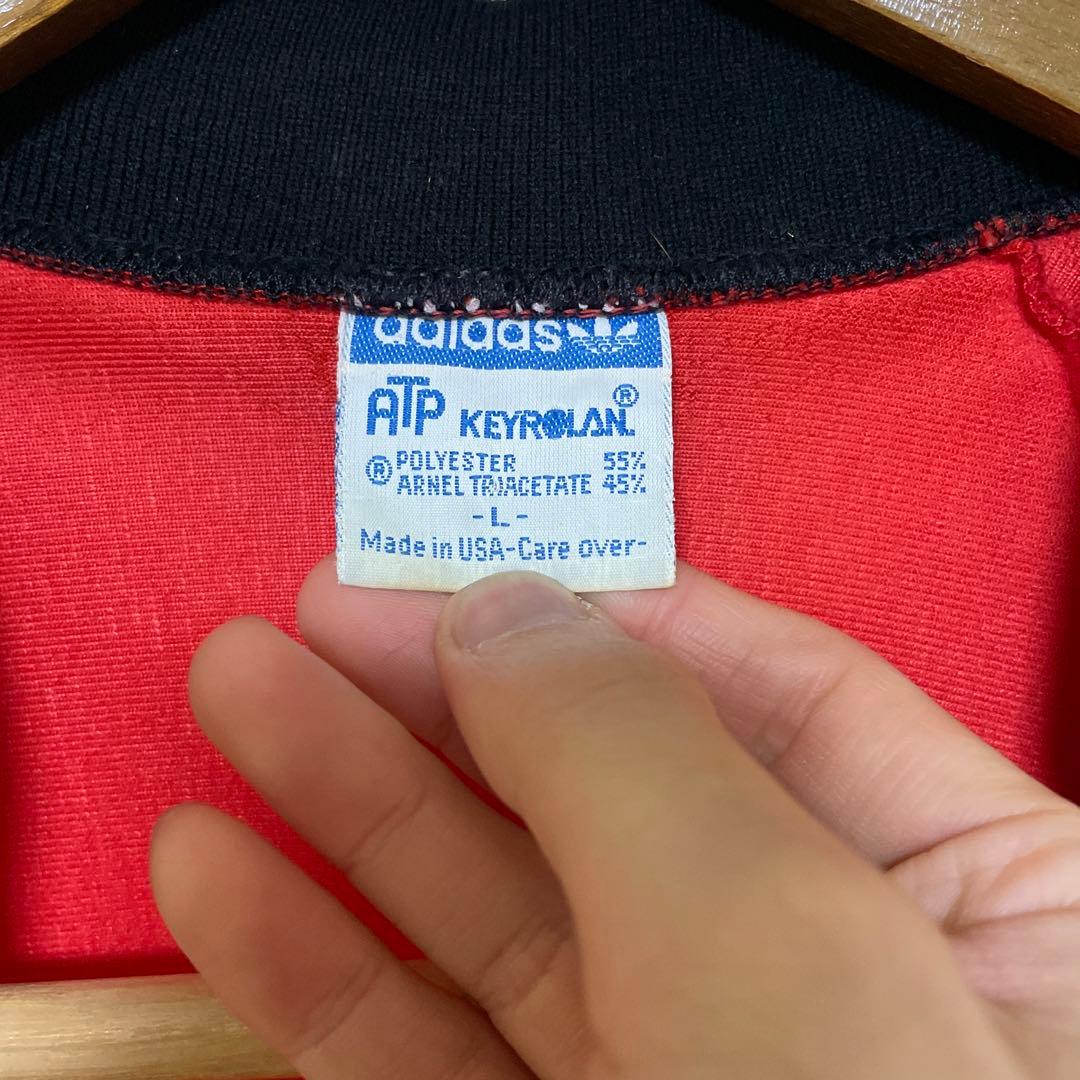 adidas
ATP KEYROLAN ®
® POLYESTER 55%
ARNEL TRIACETATE 45%
-L-
Made in USA-Care over-